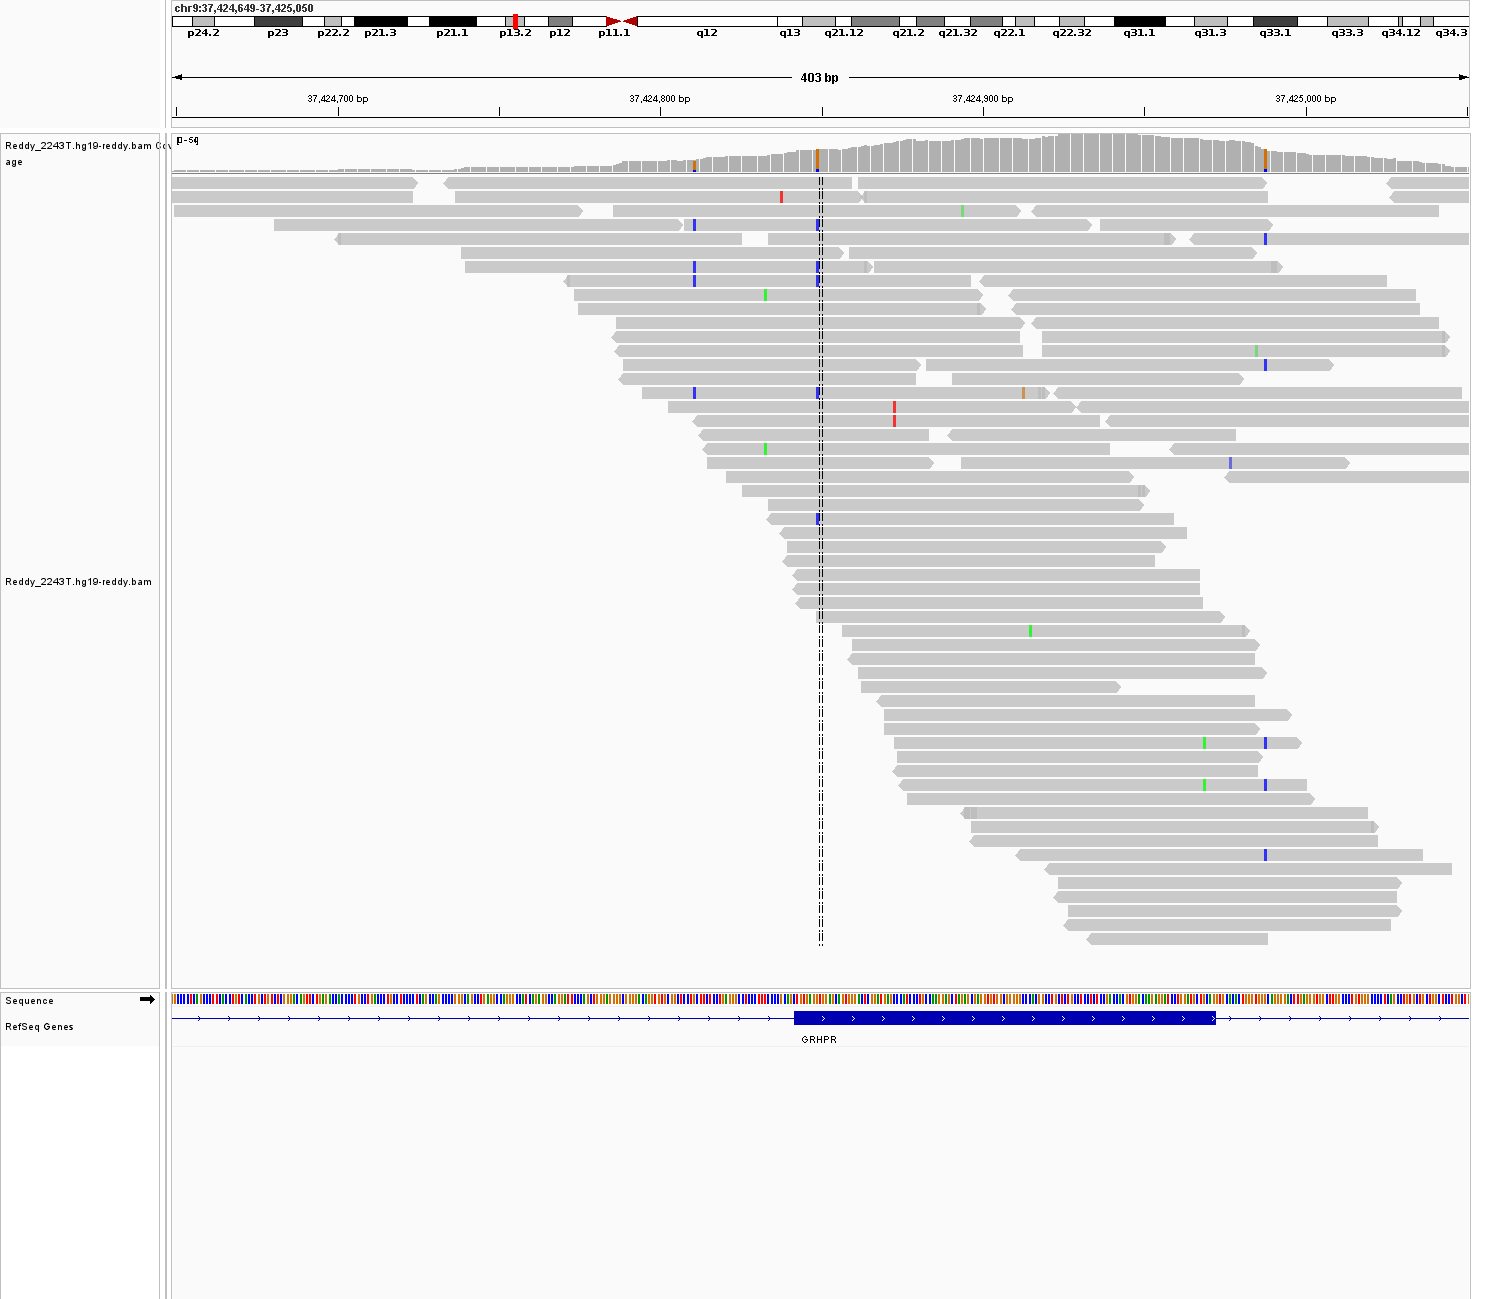 chr9:37,424,649-37,425,050
p24.2 p23 p22.2 p21.3 p21.1 p13.2 p12 p11.1 q12 q13 q21.12 q21.2 q21.32 q22.1 q22.32 q31.1 q31.3 q33.1 q33.3 q34.12 q34.3
403 bp
37,424,700 bp 37,424,800 bp 37,424,900 bp 37,425,000 bp
Reddy_2243T.hg19-reddy.bam Cov
age
Reddy_2243T.hg19-reddy.bam
Sequence
RefSeq Genes
GRHPR